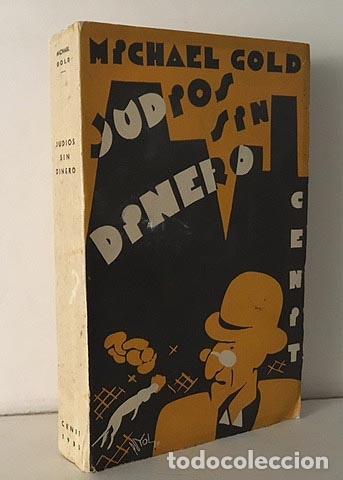 MICHAEL
GOLD
JUDIOS
SIN
DINERO
CENIT
MICHAEL GOLD
JUDIOS
SIN
DINERO
CENIT
todocoleccion